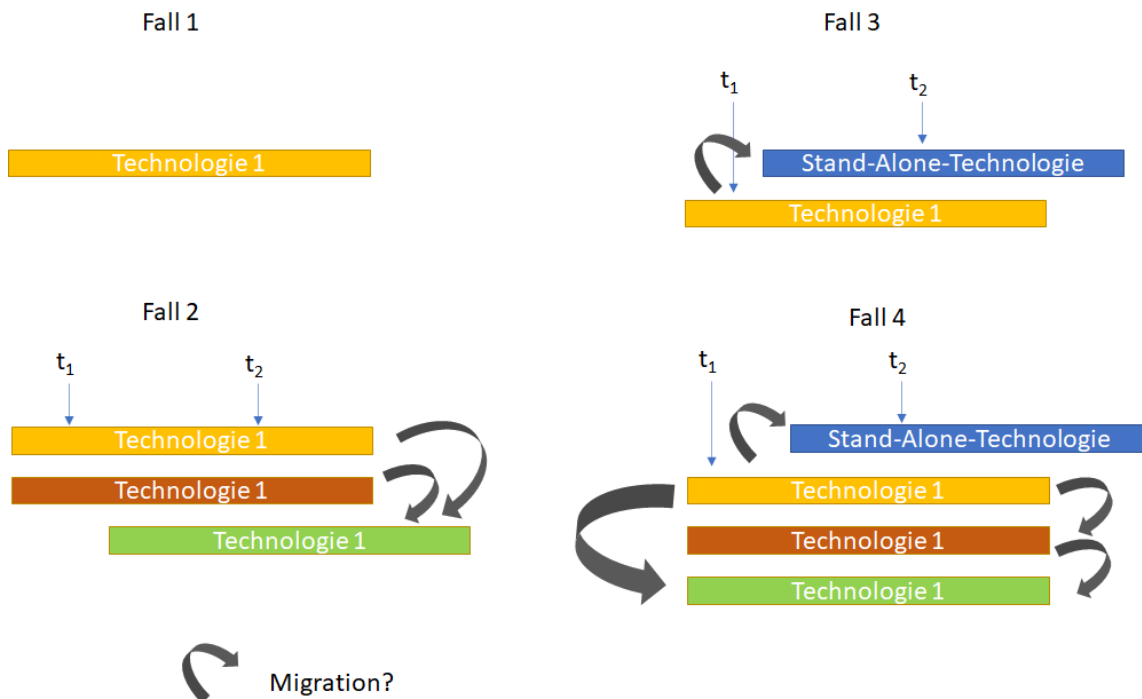 Fall 1
Technologie 1
Fall 2
t1
t2
Technologie 1
Technologie 1
Technologie 1
Migration?
Fall 3
t1
t2
Stand-Alone-Technologie
Technologie 1
Fall 4
t1
t2
Stand-Alone-Technologie
Technologie 1
Technologie 1
Technologie 1